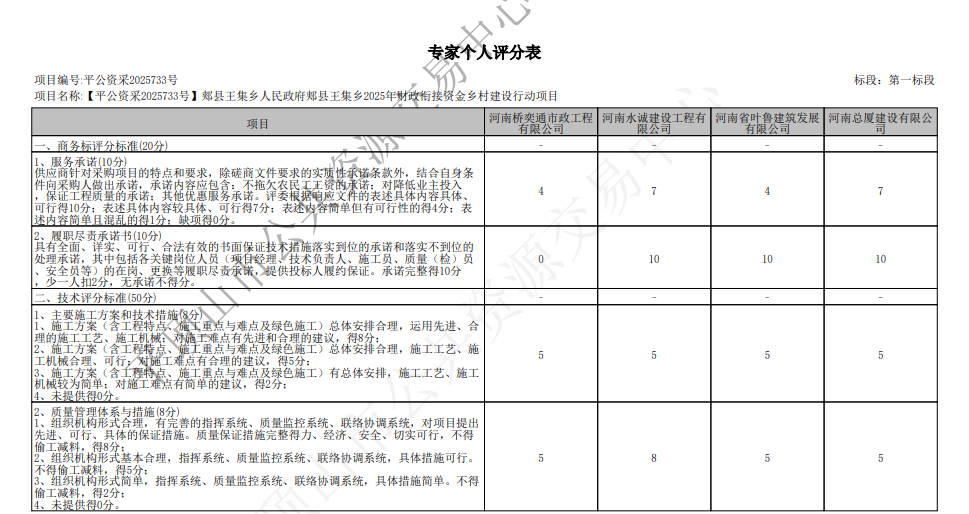 专家个人评分表
项目编号:平公资采2025733号
标段：第一标段
项目名称:【平公资采2025733号】郏县王集乡人民政府郏县王集乡2025年财政衔接资金乡村建设行动项目
项目
河南桥奕通市政工程
有限公司
河南水诚建设工程有
限公司
河南省叶鲁建筑发展
有限公司
河南总厦建设有限公
司
一、商务标评分标准(20分)
- - - -
1、服务承诺(10分)
供应商针对采购项目的特点和要求，除磋商文件要求的实质性承诺条款外，结合自身条
件向采购人做出承诺，承诺内容应包含：不拖欠农民工工资的承诺；对降低业主投入
，保证工程质量的承诺；其他优惠服务承诺。评委根据响应文件的表述具体内容具体、
可行得10分；表述具体内容较具体、可行得7分；表述内容简单但有可行性的得4分；表
述内容简单且混乱的得1分；缺项得0分。
4 7 4 7
2、履职尽责承诺书(10分)
具有全面、详实、可行、合法有效的书面保证技术措施落实到位的承诺和落实不到位的
处理承诺，其中包括各关键岗位人员（项目经理、技术负责人、施工员、质量（检）员
、安全员等）的在岗、更换等履职尽责承诺，提供投标人履约保证。承诺完整得10分
，少一人扣2分，无承诺不得分。
0 10 10 10
二、技术评分标准(50分)
- - - -
1、主要施工方案和技术措施(8分)
1、施工方案（含工程特点、施工重点与难点及绿色施工）总体安排合理，运用先进、合
理的施工工艺、施工机械；对施工难点有先进和合理的建议，得8分；
2、施工方案（含工程特点、施工重点与难点及绿色施工）总体安排合理，施工工艺、施
工机械合理、可行；对施工难点有合理的建议，得5分；
3、施工方案（含工程特点、施工重点与难点及绿色施工）有总体安排，施工工艺、施工
机械较为简单；对施工难点有简单的建议，得2分；
4、未提供得0分。
5 5 5 5
2、质量管理体系与措施(8分)
1、组织机构形式合理，有完善的指挥系统、质量监控系统、联络协调系统，对项目提出
先进、可行、具体的保证措施。质量保证措施完整得力、经济、安全、切实可行，不得
偷工减料，得8分；
2、组织机构形式基本合理，指挥系统、质量监控系统、联络协调系统，具体措施可行。
不得偷工减料，得5分；
3、组织机构形式简单，指挥系统、质量监控系统、联络协调系统，具体措施简单。不得
偷工减料，得2分；
4、未提供得0分。
5 8 5 5
平顶山市公共资源交易中心
平顶山市公共资源交易中心